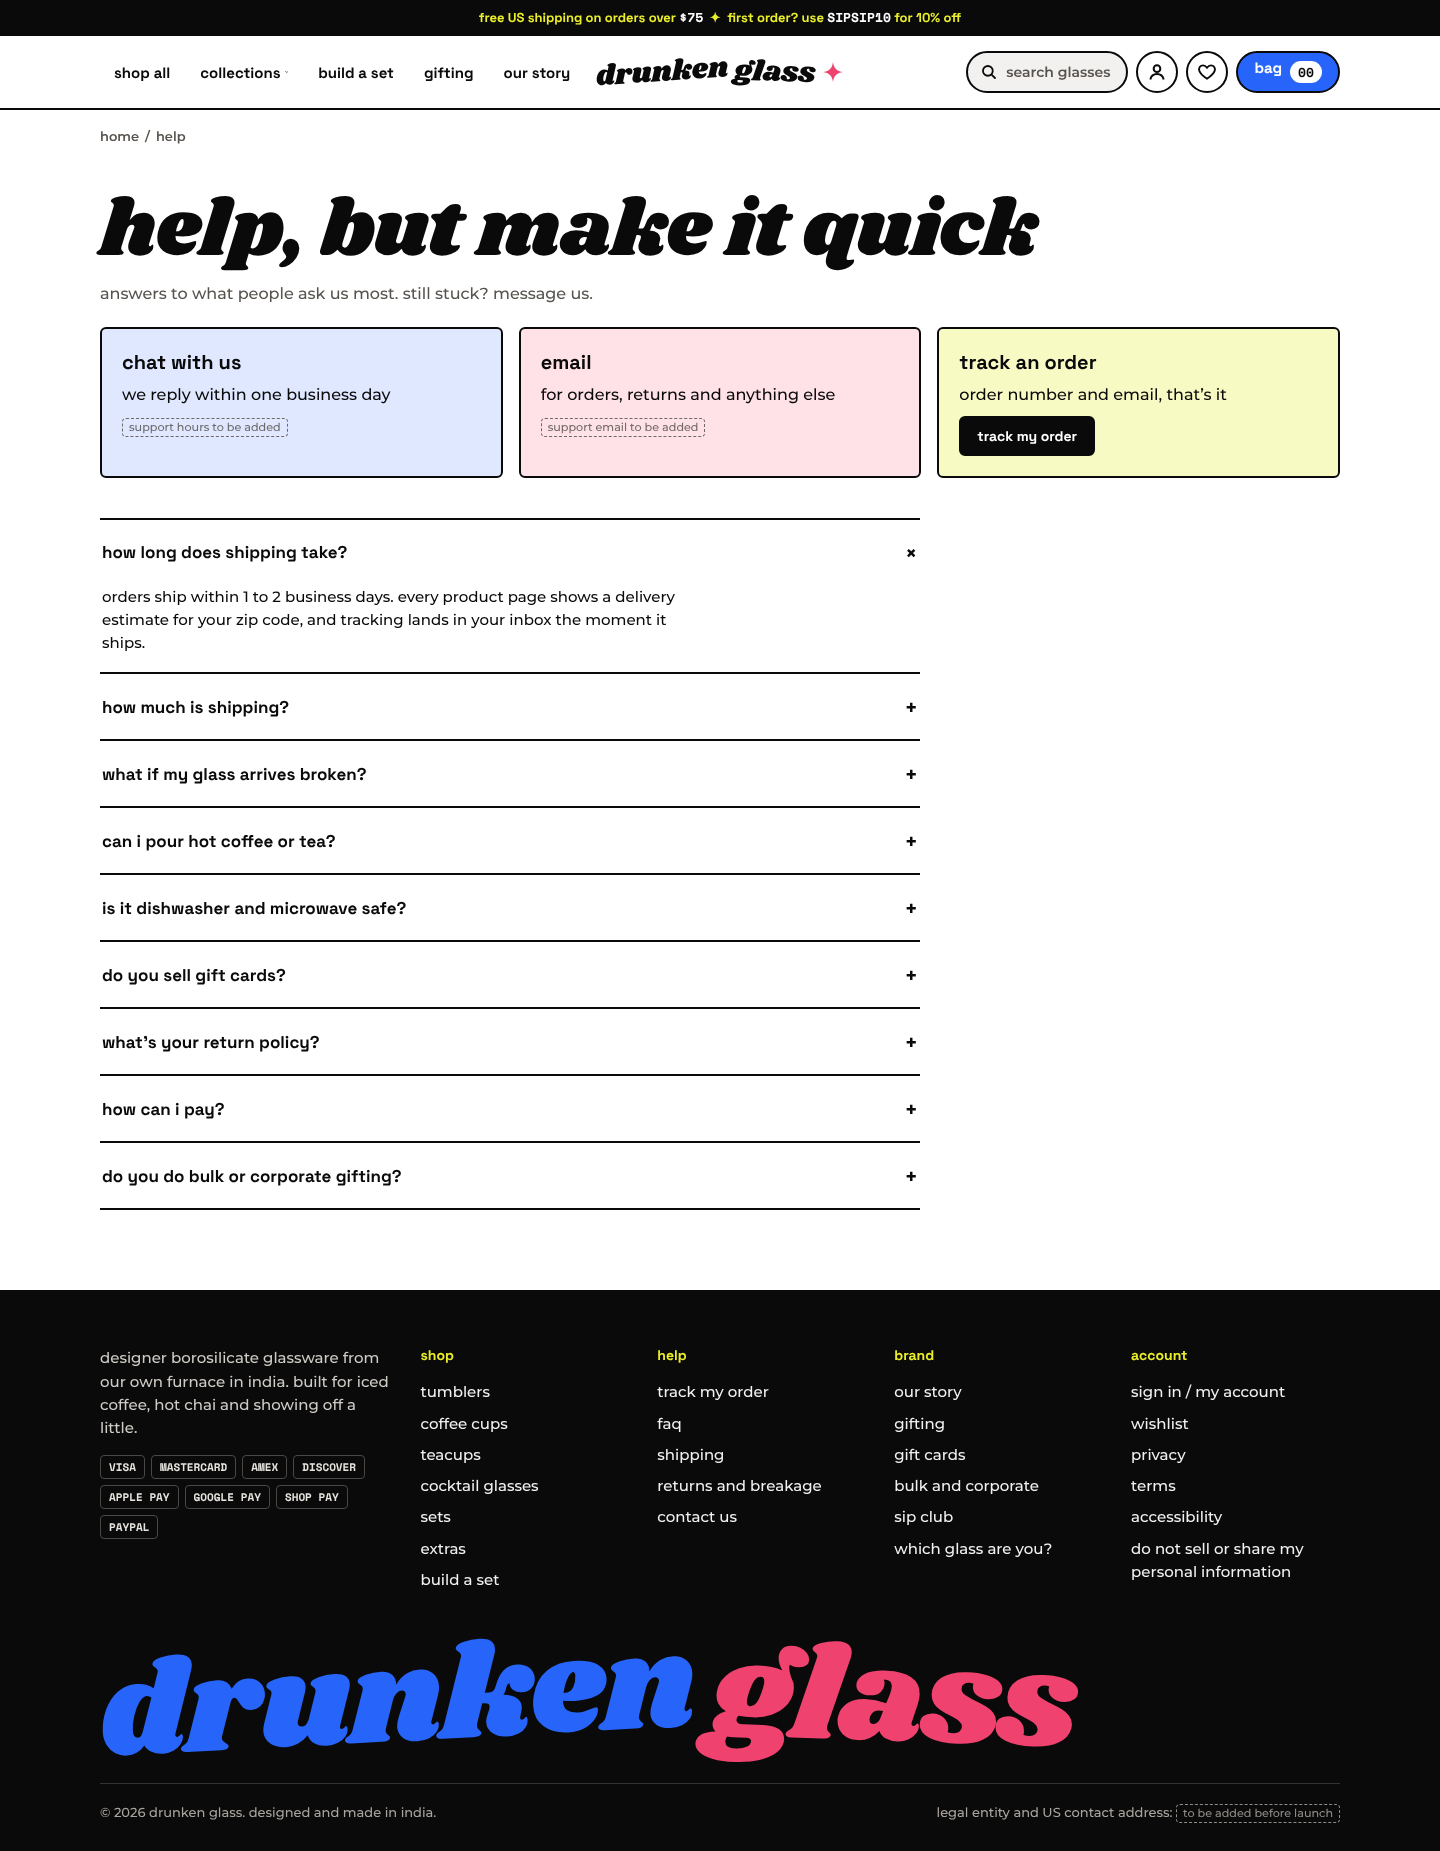 free US shipping on orders over $75 ✦ first order? use SIPSIP10 for 10% off
shop all
collections
build a set
gifting
our story
drunken glass ✦
search glasses
bag 00
home / help
help, but make it quick
answers to what people ask us most. still stuck? message us.
chat with us
we reply within one business day
support hours to be added
email
for orders, returns and anything else
support email to be added
track an order
order number and email, that’s it
track my order
how long does shipping take?
orders ship within 1 to 2 business days. every product page shows a delivery
estimate for your zip code, and tracking lands in your inbox the moment it
ships.
how much is shipping? +
what if my glass arrives broken? +
can i pour hot coffee or tea? +
is it dishwasher and microwave safe? +
do you sell gift cards? +
what’s your return policy? +
how can i pay? +
do you do bulk or corporate gifting? +
designer borosilicate glassware from
our own furnace in india. built for iced
coffee, hot chai and showing off a
little.
VISA MASTERCARD AMEX DISCOVER
APPLE PAY GOOGLE PAY SHOP PAY
PAYPAL
shop
tumblers
coffee cups
teacups
cocktail glasses
sets
extras
build a set
help
track my order
faq
shipping
returns and breakage
contact us
brand
our story
gifting
gift cards
bulk and corporate
sip club
which glass are you?
account
sign in / my account
wishlist
privacy
terms
accessibility
do not sell or share my
personal information
drunken glass
© 2026 drunken glass. designed and made in india.
legal entity and US contact address: to be added before launch